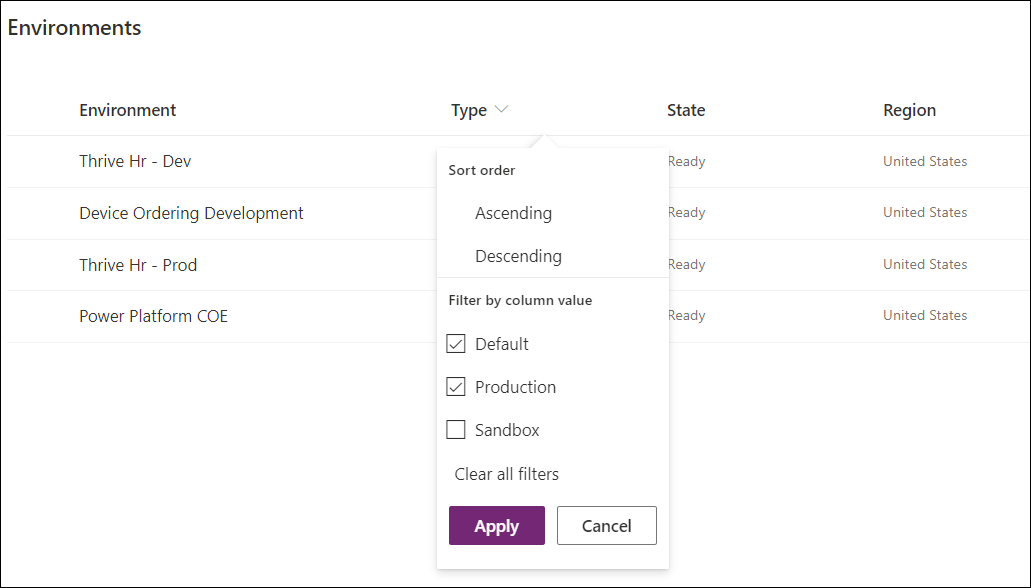 Environments
Environment Type State Region
Thrive Hr - Dev Ready United States
Sort order
Device Ordering Development Ascending Ready United States
Descending
Thrive Hr - Prod Ready United States
Filter by column value
Power Platform COE Ready United States
Default
Production
Sandbox
Clear all filters
Apply Cancel